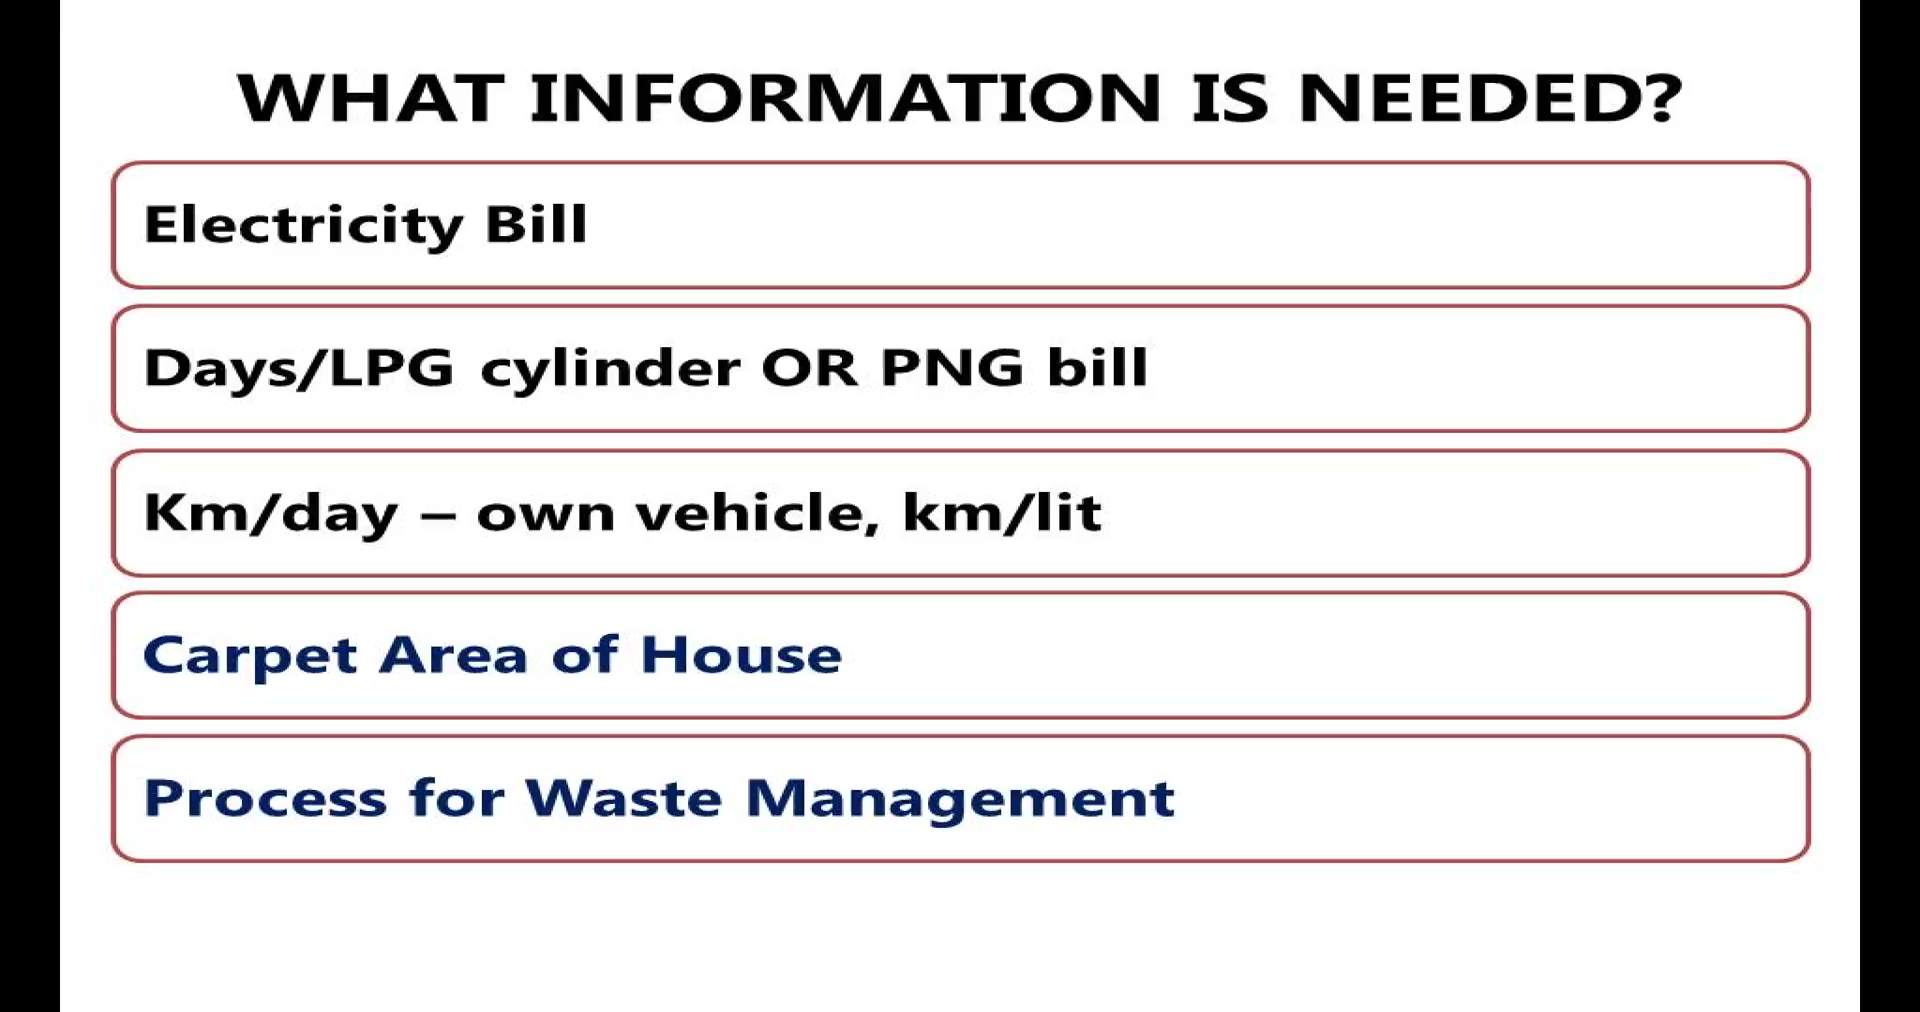 WHAT INFORMATION IS NEEDED?
Electricity Bill
Days/LPG cylinder OR PNG bill
Km/day – own vehicle, km/lit
Carpet Area of House
Process for Waste Management